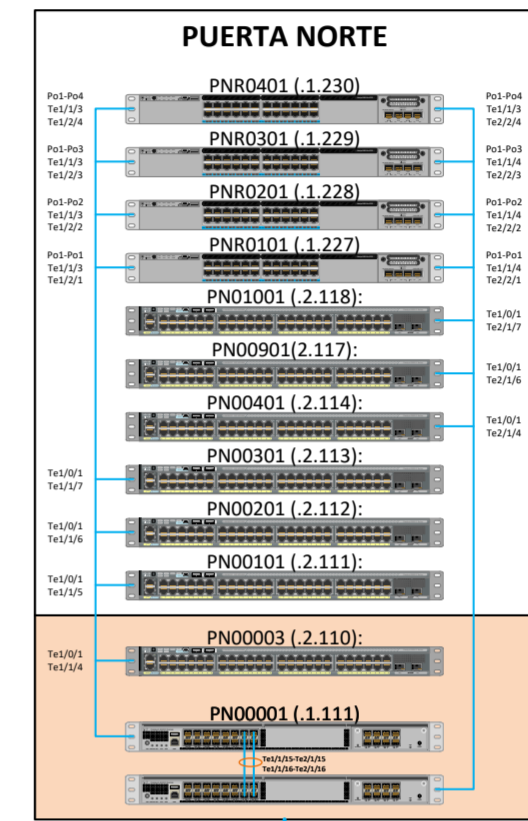 PUERTA NORTE
PNR0401 (.1.230)
Po1-Po4
Te1/1/3
Te1/2/4
Po1-Po4
Te1/1/3
Te2/2/4
PNR0301 (.1.229)
Po1-Po3
Te1/1/3
Te1/2/3
Po1-Po3
Te1/1/4
Te2/2/3
PNR0201 (.1.228)
Po1-Po2
Te1/1/3
Te1/2/2
Po1-Po2
Te1/1/4
Te2/2/2
PNR0101 (.1.227)
Po1-Po1
Te1/1/3
Te1/2/1
Po1-Po1
Te1/1/4
Te2/2/1
PN01001 (.2.118):
Te1/0/1
Te2/1/7
PN00901(2.117):
Te1/0/1
Te2/1/6
PN00401 (.2.114):
Te1/0/1
Te2/1/4
PN00301 (.2.113):
Te1/0/1
Te1/1/7
PN00201 (.2.112):
Te1/0/1
Te1/1/6
PN00101 (.2.111):
Te1/0/1
Te1/1/5
PN00003 (.2.110):
Te1/0/1
Te1/1/4
PN00001 (.1.111)
Te1/1/15-Te2/1/15
Te1/1/16-Te2/1/16